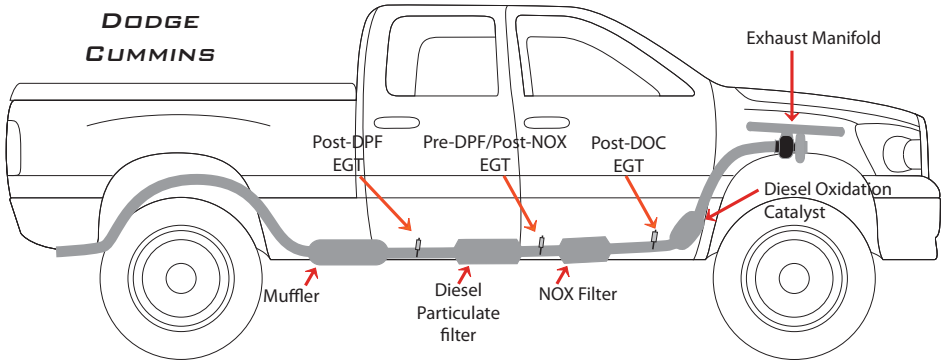 DODGE
CUMMINS
Exhaust Manifold
Post-DPF
EGT
Pre-DPF/Post-NOX
EGT
Post-DOC
EGT
Diesel Oxidation
Catalyst
Muffler
Diesel
Particulate
filter
NOX Filter